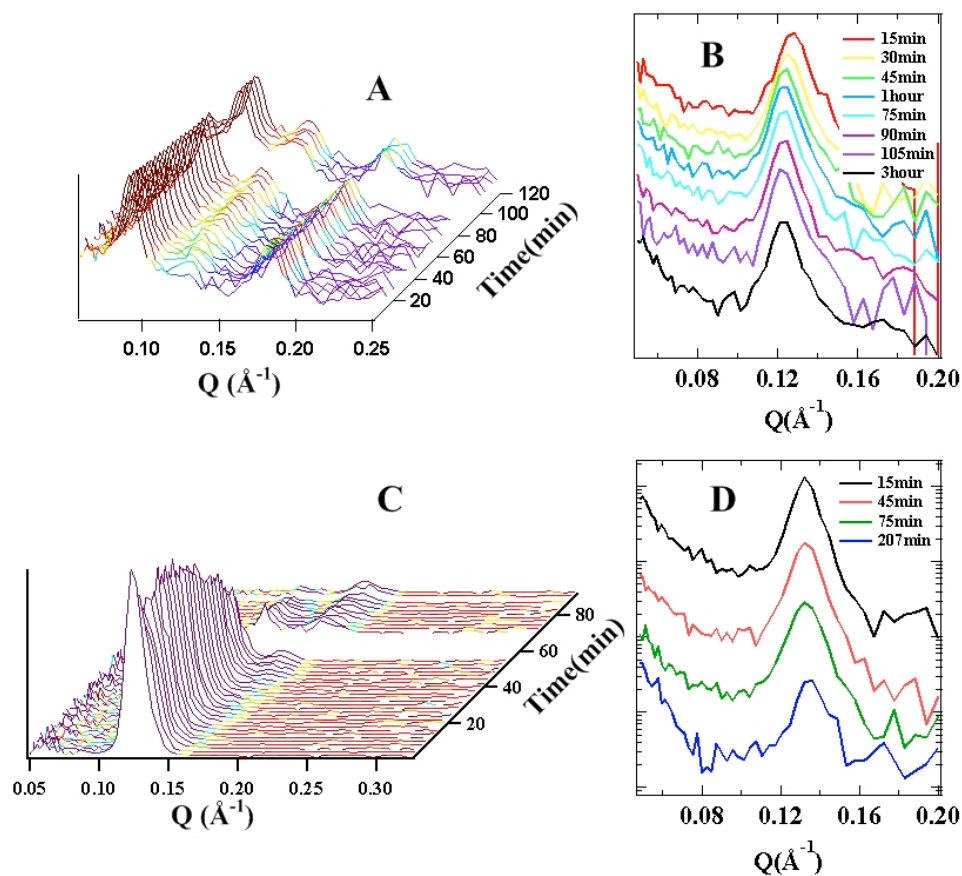 A
120
100
80
60
40
20
Time(min)
0.10 0.15 0.20 0.25
Q (Å-1)
B
15min
30min
45min
1hour
75min
90min
105min
3hour
0.08 0.12 0.16 0.20
Q(Å-1)
C
80
60
40
20
Time(min)
0.05 0.10 0.15 0.20 0.25 0.30
Q (Å-1)
D
15min
45min
75min
207min
0.08 0.12 0.16 0.20
Q(Å-1)